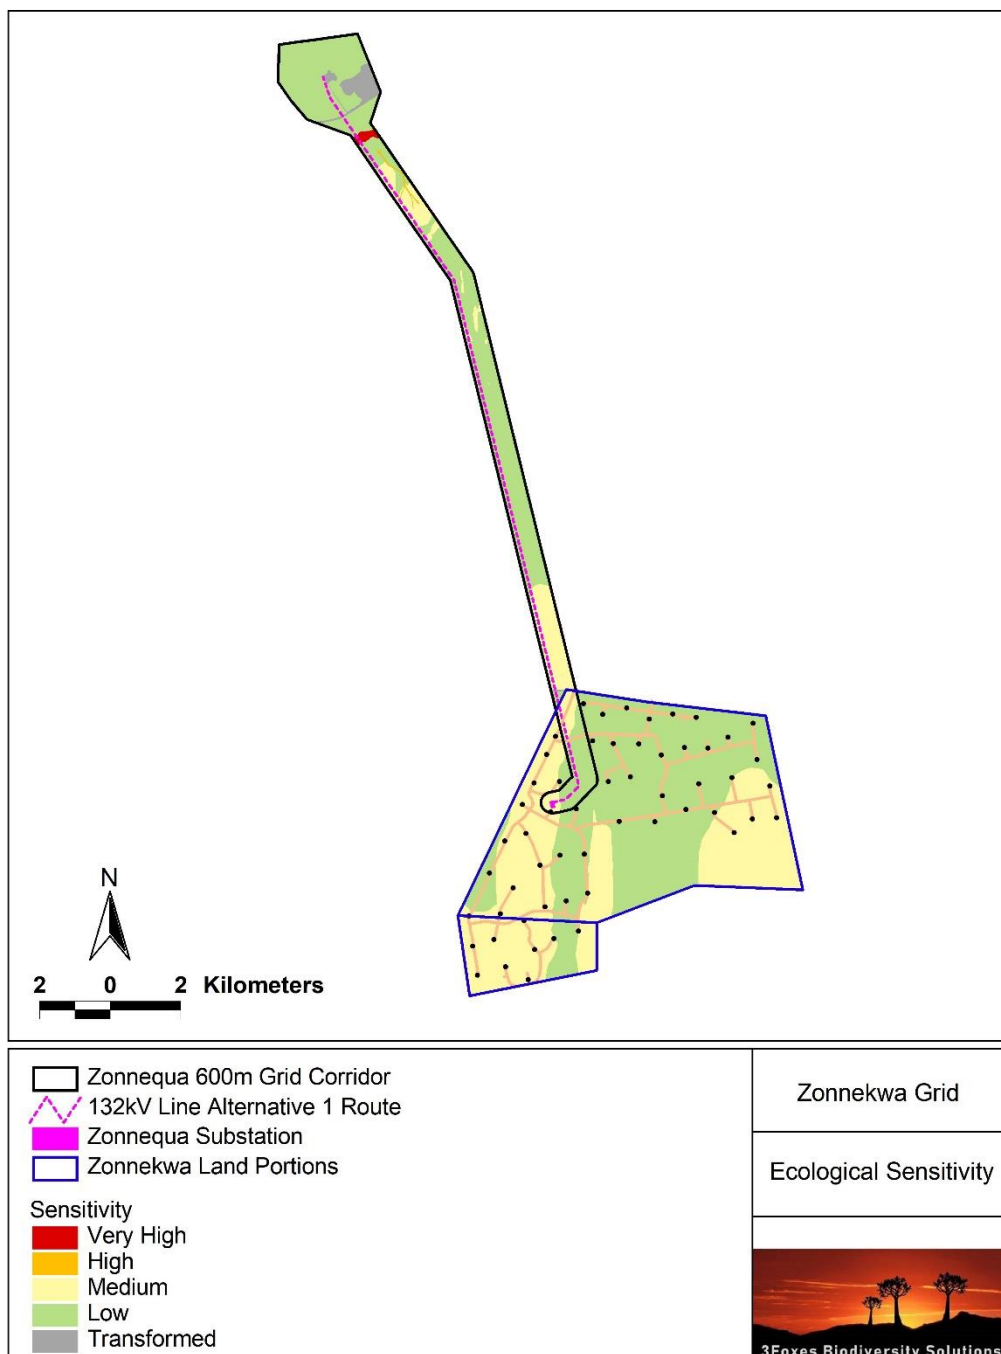 N
2 0 2 Kilometers
Zonnequa 600m Grid Corridor
132kV Line Alternative 1 Route
Zonnequa Substation
Zonnekwa Land Portions
Sensitivity
Very High
High
Medium
Low
Transformed
Zonnekwa Grid
Ecological Sensitivity
3Foxes Biodiversity Solutions